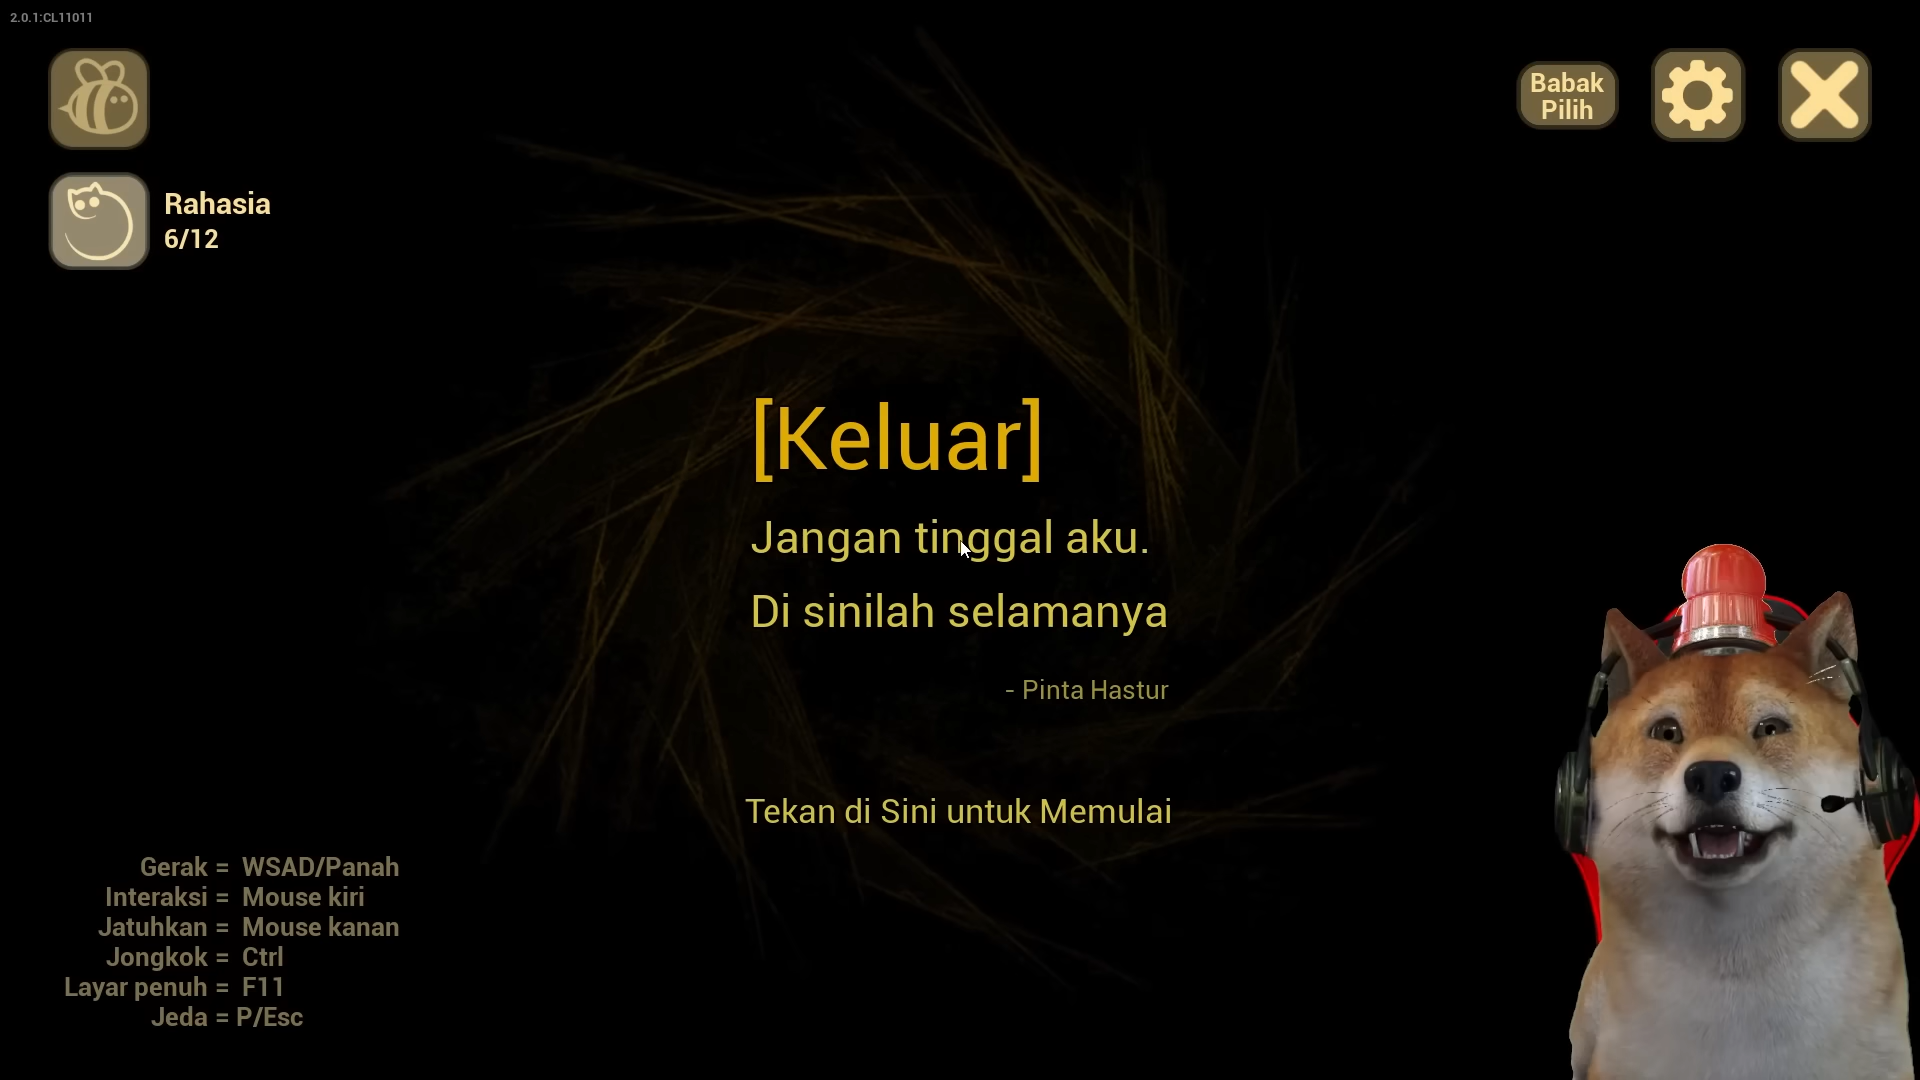 2.0.1:CL11011
Babak
Pilih
Rahasia
6/12
[Keluar]
Jangan tinggal aku.
Di sinilah selamanya
- Pinta Hastur
Tekan di Sini untuk Memulai
Gerak = WSAD/Panah
Interaksi = Mouse kiri
Jatuhkan = Mouse kanan
Jongkok = Ctrl
Layar penuh = F11
Jeda = P/Esc